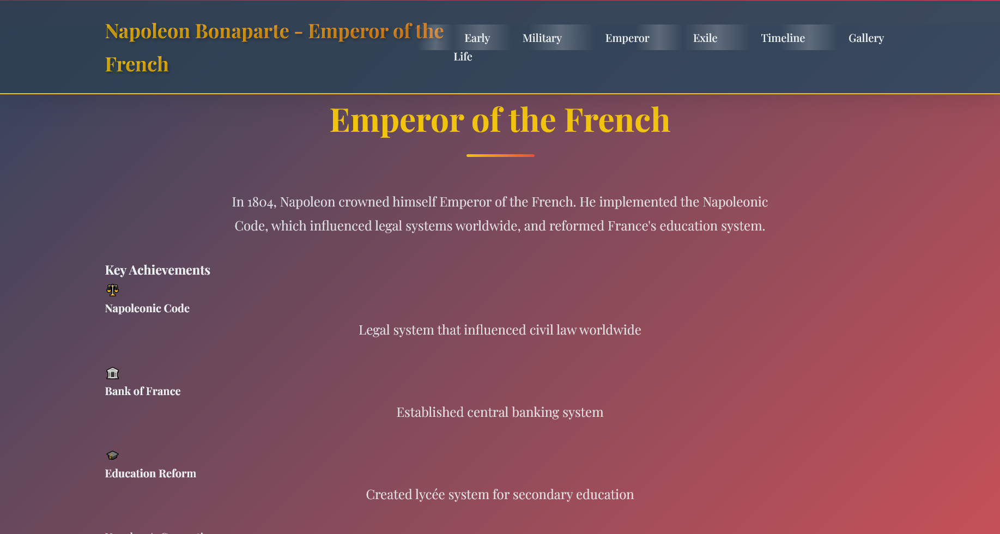 Napoleon Bonaparte - Emperor of the
French
Early
Life
Military
Emperor
Exile
Timeline
Gallery
Emperor of the French
In 1804, Napoleon crowned himself Emperor of the French. He implemented the Napoleonic
Code, which influenced legal systems worldwide, and reformed France's education system.
Key Achievements
Napoleonic Code
Legal system that influenced civil law worldwide
Bank of France
Established central banking system
Education Reform
Created lycée system for secondary education